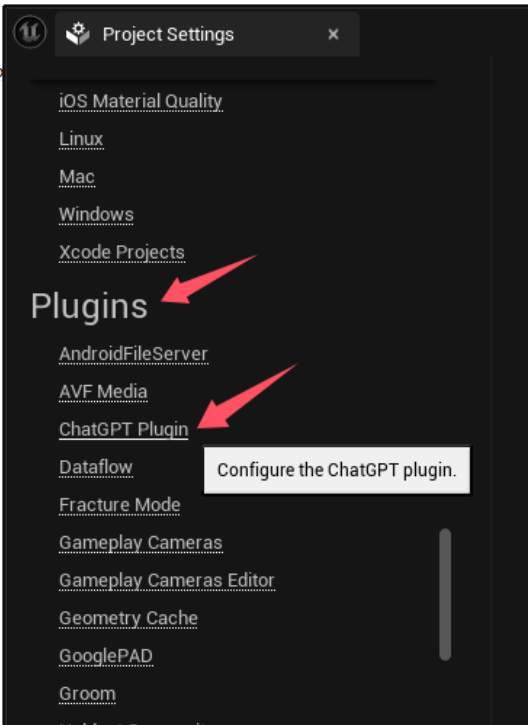 Project Settings
iOS Material Quality
Linux
Mac
Windows
Xcode Projects
Plugins
AndroidFileServer
AVF Media
ChatGPT Plugin
Dataflow
Configure the ChatGPT plugin.
Fracture Mode
Gameplay Cameras
Gameplay Cameras Editor
Geometry Cache
GooglePAD
Groom